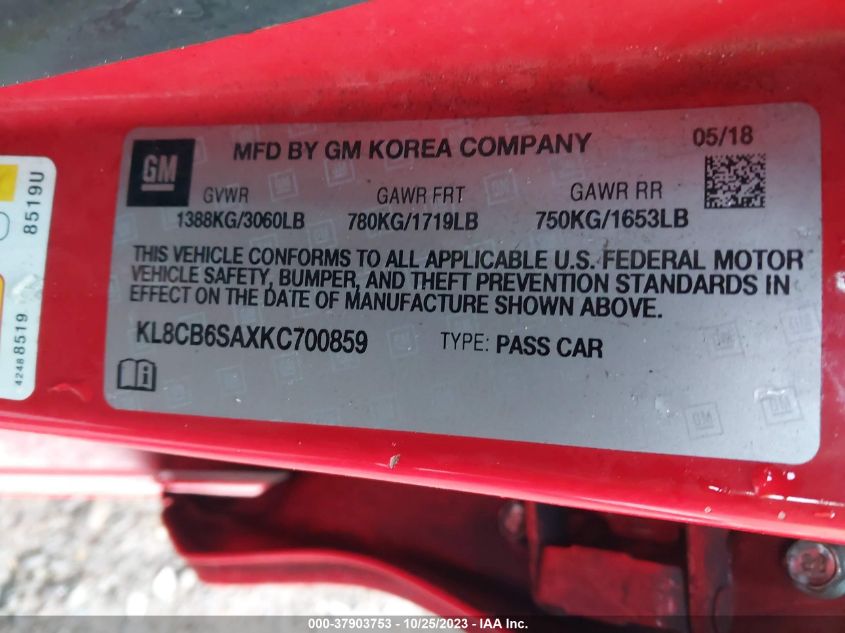 GM
MFD BY GM KOREA COMPANY
05/18
GVWR GAWR FRT GAWR RR
1388KG/3060LB 780KG/1719LB 750KG/1653LB
THIS VEHICLE CONFORMS TO ALL APPLICABLE U.S. FEDERAL MOTOR
VEHICLE SAFETY, BUMPER, AND THEFT PREVENTION STANDARDS IN
EFFECT ON THE DATE OF MANUFACTURE SHOWN ABOVE.
KL8CB6SAXKC700859 TYPE: PASS CAR
8519U
42488519
000-37903753 - 10/25/2023 - IAA Inc.